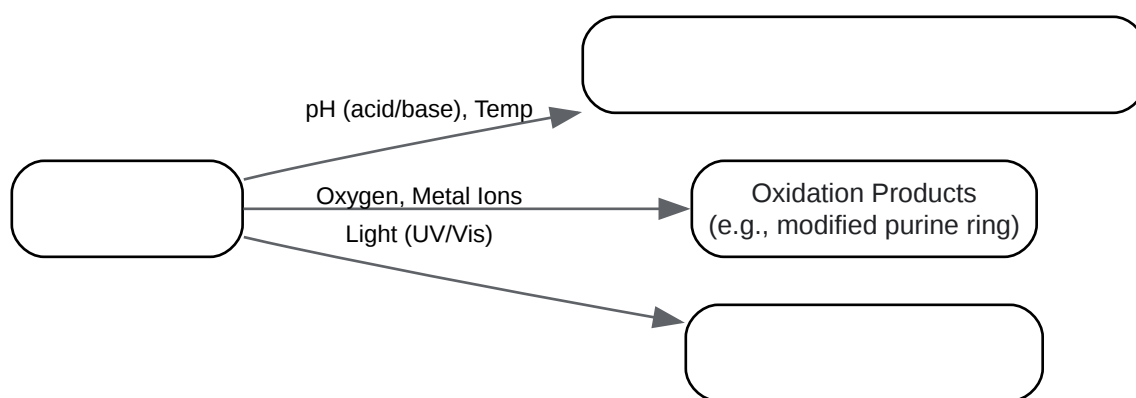 pH (acid/base), Temp
Oxygen, Metal Ions
Light (UV/Vis)
Oxidation Products
(e.g., modified purine ring)